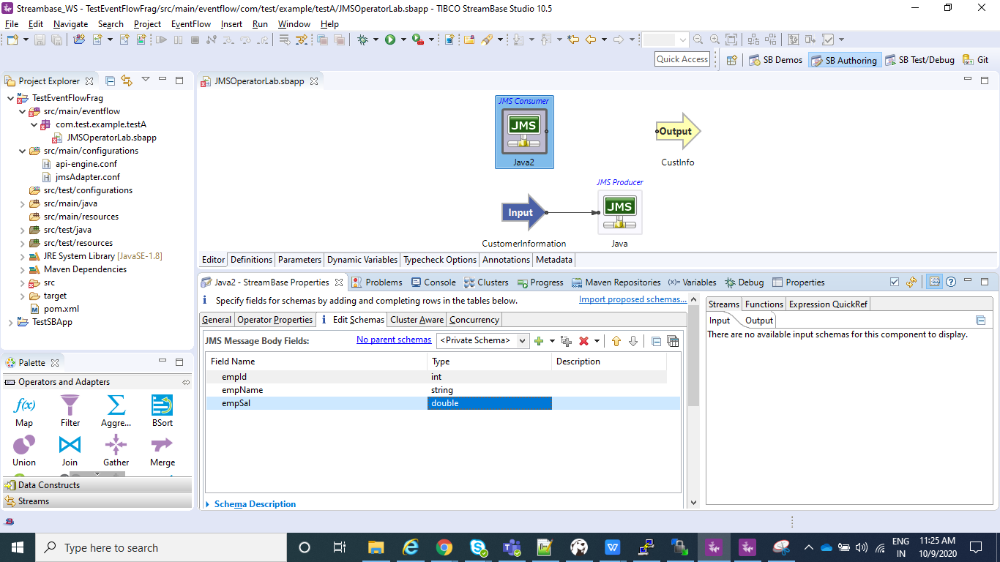 Streambase_WS - TestEventFlowFrag/src/main/eventflow/com/test/example/testA/JMSOperatorLab.sbapp - TIBCO StreamBase Studio 10.5
File Edit Navigate Search Project EventFlow Insert Run Window Help
Quick Access
SB Demos SB Authoring SB Test/Debug Git
Project Explorer
TestEventFlowFrag
src/main/eventflow
com.test.example.testA
JMSOperatorLab.sbapp
src/main/configurations
api-engine.conf
jmsAdapter.conf
src/test/configurations
src/main/java
src/main/resources
src/test/java
src/test/resources
JRE System Library [JavaSE-1.8]
Maven Dependencies
src
target
pom.xml
TestSBApp
Palette
Operators and Adapters
f(x)
Map Filter Aggre... BSort
Union Join Gather Merge
Data Constructs
Streams
JMSOperatorLab.sbapp
JMS Consumer
JMS
Java2
Output
CustInfo
JMS Producer
Input
JMS
CustomerInformation
Java
Editor Definitions Parameters Dynamic Variables Typecheck Options Annotations Metadata
Java2 - StreamBase Properties Problems Console Clusters Progress Maven Repositories (x)= Variables Debug Properties
Specify fields for schemas by adding and completing rows in the tables below. Import proposed schemas...
General Operator Properties Edit Schemas Cluster Aware Concurrency
JMS Message Body Fields: No parent schemas <Private Schema>
Field Name Type Description
empId int
empName string
empSal double
Schema Description
Streams Functions Expression QuickRef
Input Output
There are no available input schemas for this component to display.
Type here to search
ENG
IN
11:25 AM
10/9/2020